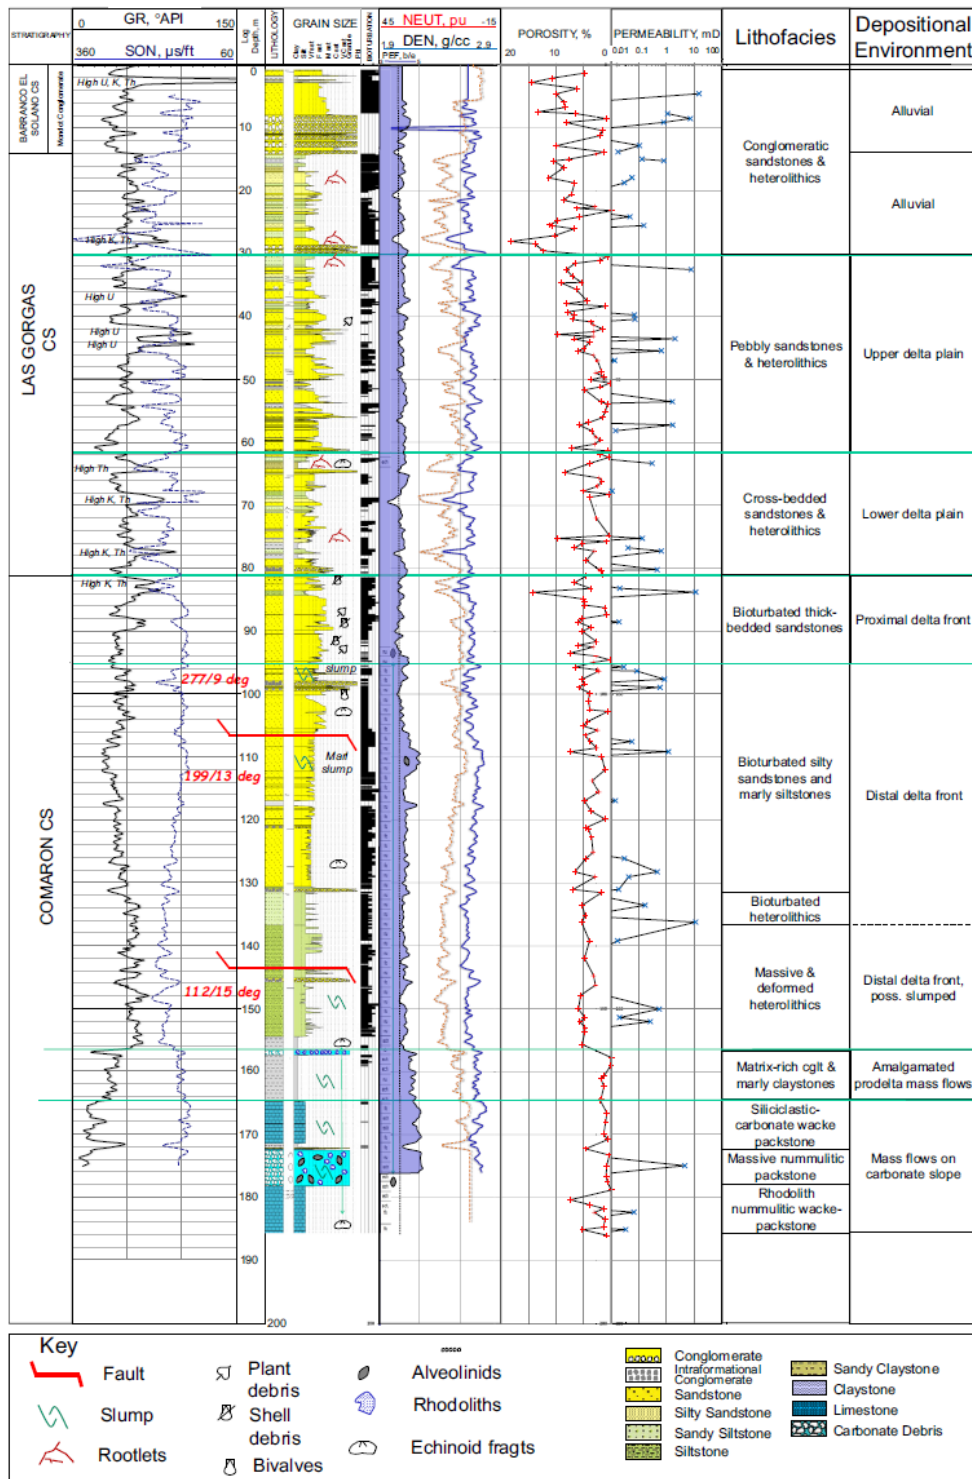 GR, °API
0
150
SON, µs/ft
360
60
STRATIGRAPHY
Log Depth, m
LITHOLOGY
GRAIN SIZE
BIOTURBATION
45
NEUT, pu
-15
DEN, g/cc
1.9
2.9
PEF, b/e
POROSITY, %
20
10
0
PERMEABILITY, mD
0.01
0.1
1
10
100
Lithofacies
Depositional
Environment
BARRANCO EL
SOLANO CS
Mondot Conglomerate
LAS GORGAS
CS
COMARON CS
High U, K, Th
High K, Th
High U
High U
High U
High Th
High K, Th
High K, Th
High K, Th
277/9 deg
199/13 deg
112/15 deg
0
10
20
30
40
50
60
70
80
90
100
110
120
130
140
150
160
170
180
190
200
slump
Marl
slump
Conglomeratic
sandstones &
heterolithics
Pebbly sandstones
& heterolithics
Cross-bedded
sandstones &
heterolithics
Bioturbated thick-
bedded sandstones
Bioturbated silty
sandstones and
marly siltstones
Bioturbated
heterolithics
Massive &
deformed
heterolithics
Matrix-rich cglt &
marly claystones
Siliciclastic-
carbonate wacke
packstone
Massive nummulitic
packstone
Rhodolith
nummulitic wacke-
packstone
Alluvial
Alluvial
Upper delta plain
Lower delta plain
Proximal delta front
Distal delta front
Distal delta front,
poss. slumped
Amalgamated
prodelta mass flows
Mass flows on
carbonate slope
Key
Fault
Slump
Rootlets
Plant
debris
Shell
debris
Bivalves
Alveolinids
Rhodoliths
Echinoid fragts
Conglomerate
Intraformational
Conglomerate
Sandstone
Silty Sandstone
Sandy Siltstone
Siltstone
Sandy Claystone
Claystone
Limestone
Carbonate Debris